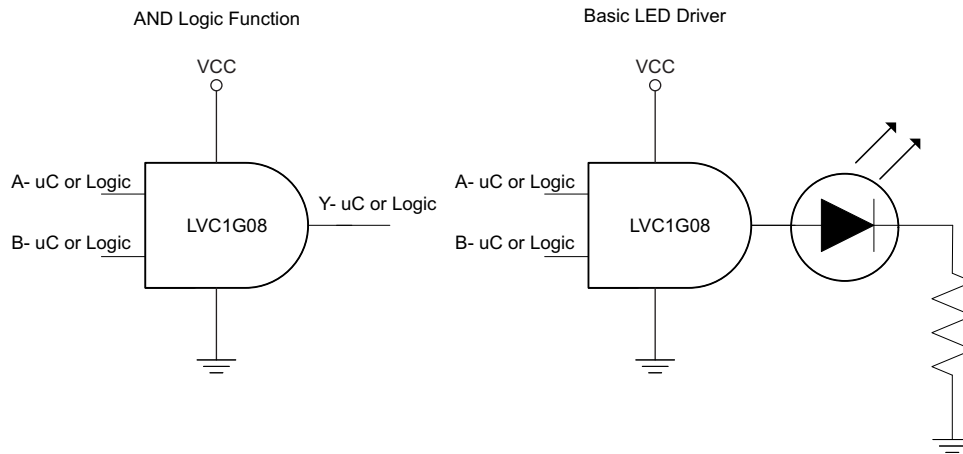 AND Logic Function
VCC
A- uC or Logic
B- uC or Logic
LVC1G08
Y- uC or Logic
Basic LED Driver
VCC
A- uC or Logic
B- uC or Logic
LVC1G08